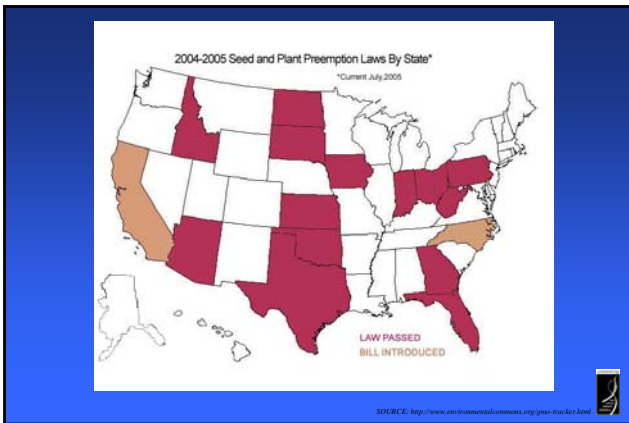 2004-2005 Seed and Plant Preemption Laws By State*
*Current July,2005
LAW PASSED
BILL INTRODUCED
SOURCE: http://www.environmentalcommons.org/gmo-tracker.html